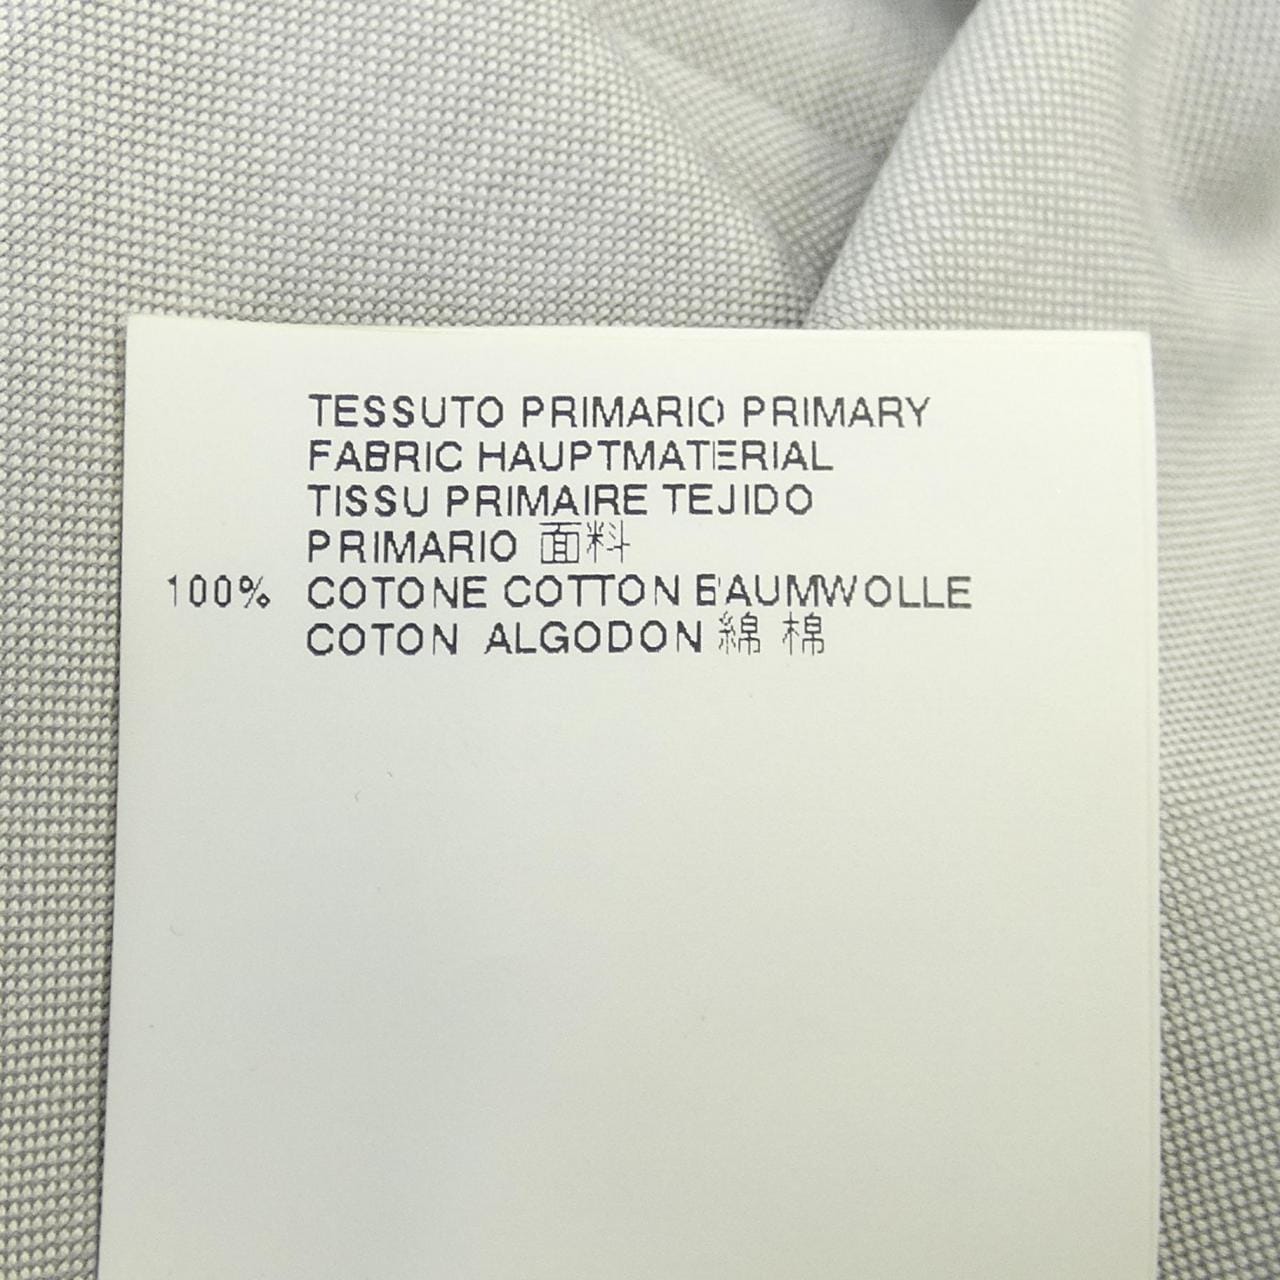 TESSUTO PRIMARIO PRIMARY
FABRIC HAUPTMATERIAL
TISSU PRIMAIRE TEJIDO
PRIMARIO 面料
100% COTONE COTTON BAUMWOLLE
COTON ALGODON 綿 棉